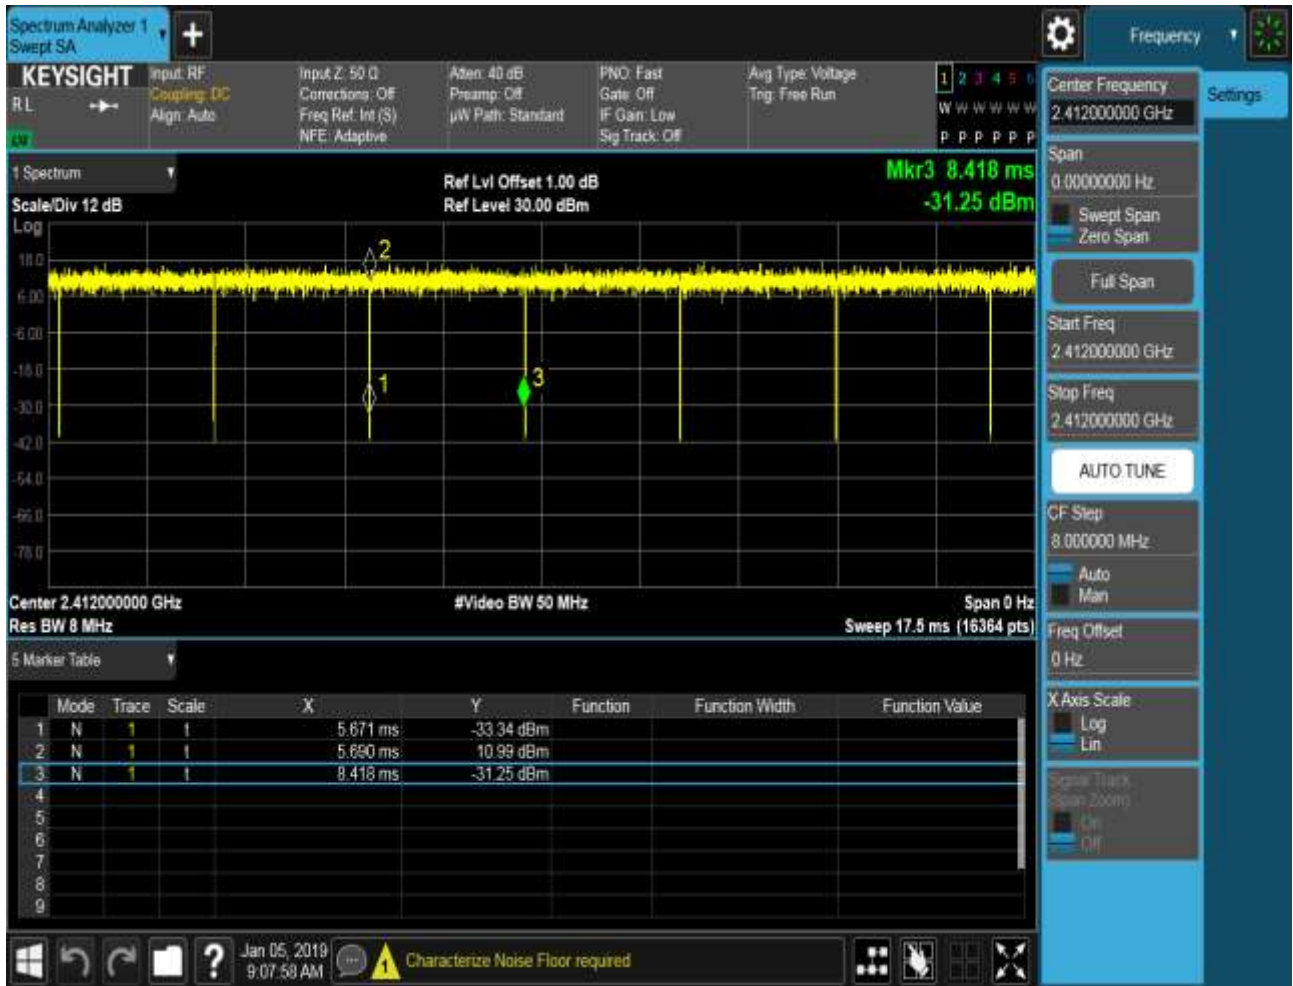 Spectrum Analyzer 1
Swept SA
+
Frequency
KEYSIGHT
R L
Input: RF
Coupling: DC
Align: Auto
Input Z: 50 Ω
Corrections: Off
Freq Ref: Int (S)
NFE: Adaptive
Atten: 40 dB
Preamp: Off
µW Path: Standard
PNO: Fast
Gate: Off
IF Gain: Low
Sig Track: Off
Avg Type: Voltage
Trig: Free Run
1 2 3 4 5 6
W W W W W W
P P P P P P
1 Spectrum
Scale/Div 12 dB
Log
Ref Lvl Offset 1.00 dB
Ref Level 30.00 dBm
Mkr3 8.418 ms
-31.25 dBm
18.0
6.00
-6.00
-18.0
-30.0
-42.0
-54.0
-66.0
-78.0
2
1
3
Center 2.412000000 GHz
#Video BW 50 MHz
Span 0 Hz
Res BW 8 MHz
Sweep 17.5 ms (16364 pts)
5 Marker Table
Mode Trace Scale X Y Function Function Width Function Value
1 N 1 t 5.671 ms -33.34 dBm
2 N 1 t 5.690 ms 10.99 dBm
3 N 1 t 8.418 ms -31.25 dBm
4
5
6
7
8
9
Jan 05, 2019
9:07:58 AM
?
1
Characterize Noise Floor required
Center Frequency
2.412000000 GHz
Settings
Span
0.00000000 Hz
Swept Span
Zero Span
Full Span
Start Freq
2.412000000 GHz
Stop Freq
2.412000000 GHz
AUTO TUNE
CF Step
8.000000 MHz
Auto
Man
Freq Offset
0 Hz
X Axis Scale
Log
Lin
Signal Track
(Span Zoom)
On
Off